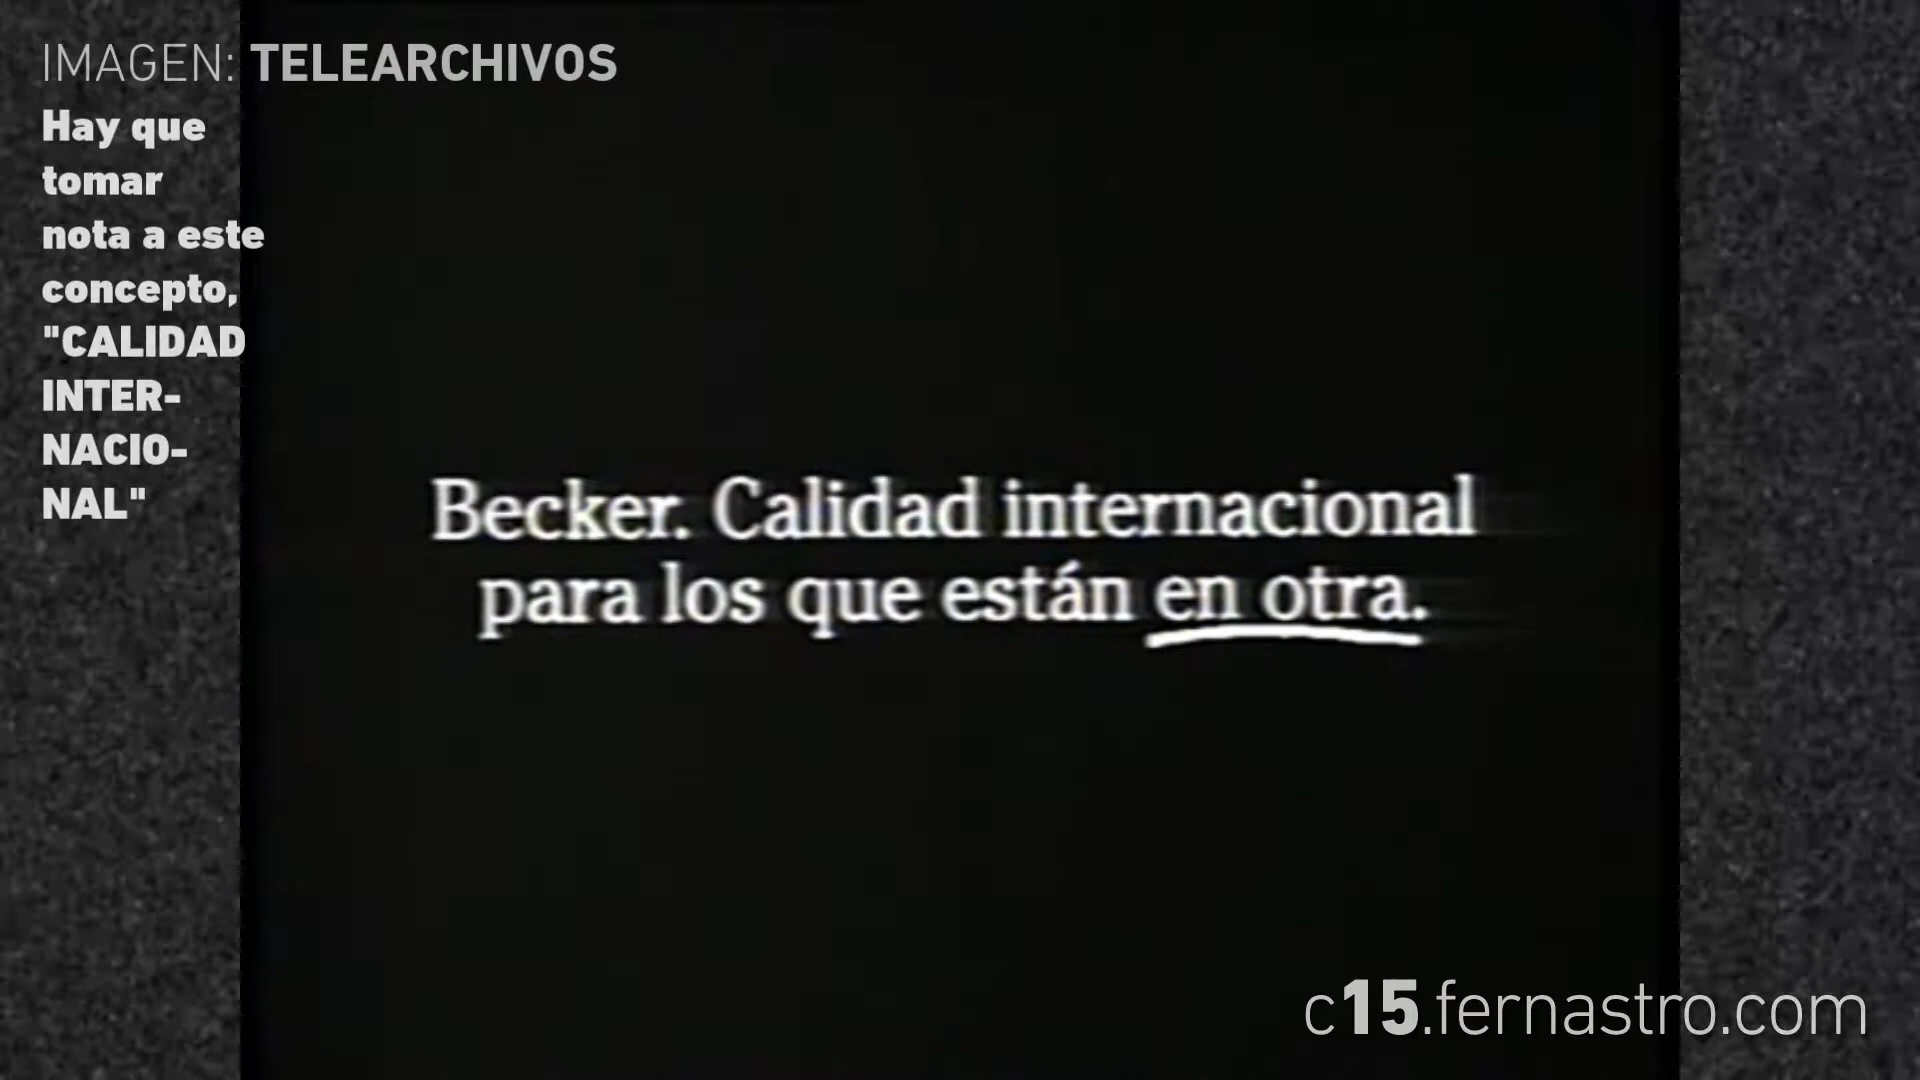 IMAGEN: TELEARCHIVOS
Hay que
tomar
nota a este
concepto,
"CALIDAD
INTER-
NACIO-
NAL"
Becker. Calidad internacional
para los que están en otra.
c15.fernastro.com